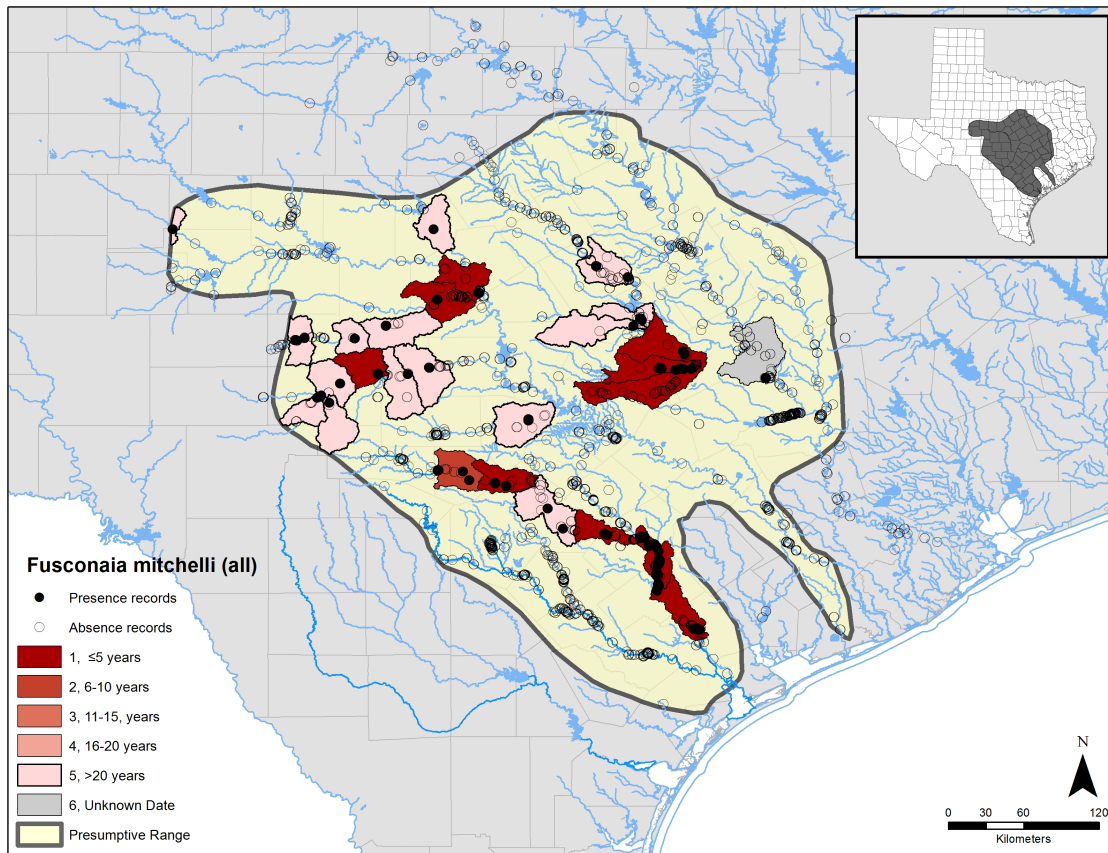 Fusconaia mitchelli (all)
Presence records
Absence records
1, ≤5 years
2, 6-10 years
3, 11-15, years
4, 16-20 years
5, >20 years
6, Unknown Date
Presumptive Range
N
0 30 60 120
Kilometers